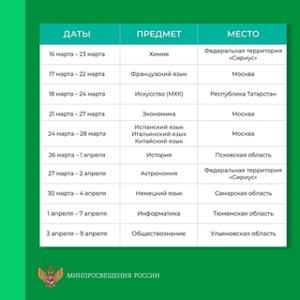 ДАТЫ ПРЕДМЕТ МЕСТО
16 марта – 23 марта Химия Федеральная территория «Сириус»
17 марта – 22 марта Французский язык Москва
18 марта – 24 марта Искусство (МХК) Республика Татарстан
21 марта – 27 марта Экономика Москва
24 марта – 28 марта Испанский язык Итальянский язык Китайский язык Москва
26 марта – 1 апреля История Псковская область
27 марта – 2 апреля Астрономия Федеральная территория «Сириус»
30 марта – 4 апреля Немецкий язык Самарская область
1 апреля – 7 апреля Информатика Тюменская область
3 апреля – 9 апреля Обществознание Ульяновская область
МИНПРОСВЕЩЕНИЯ РОССИИ